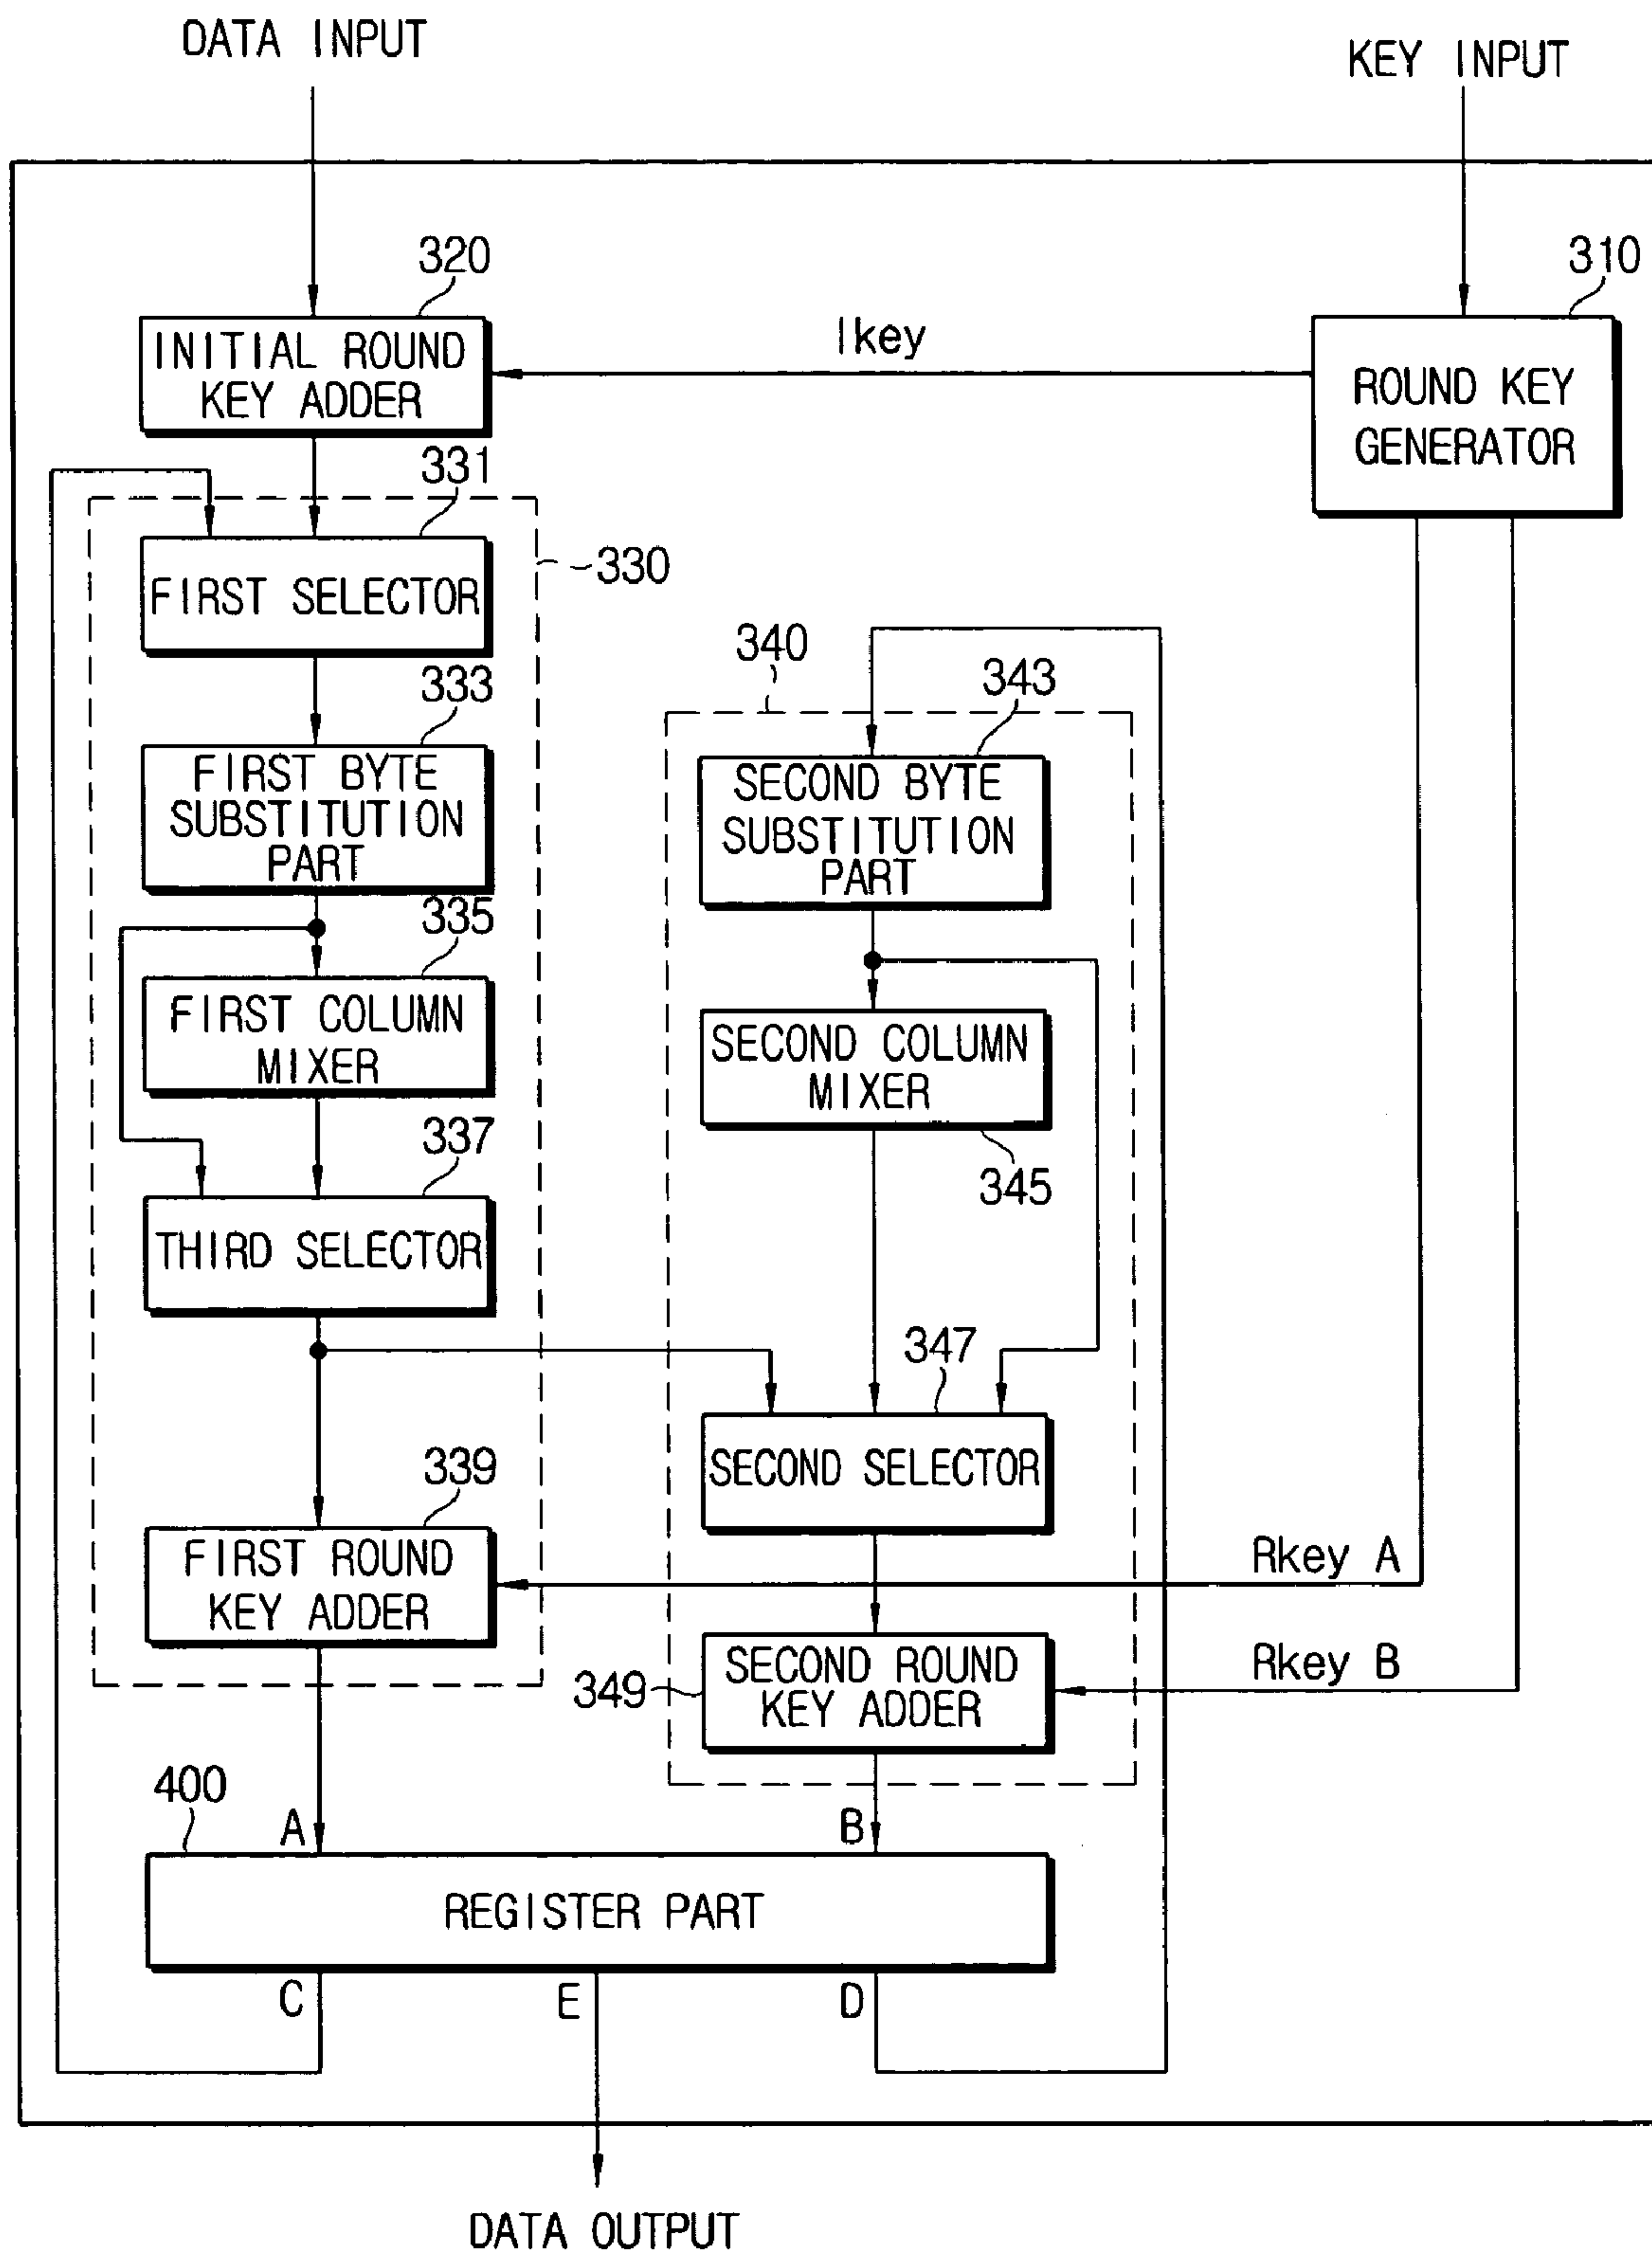 DATA INPUT
KEY INPUT
320
310
INITIAL ROUND
KEY ADDER
Ikey
ROUND KEY
GENERATOR
331
FIRST SELECTOR
330
333
FIRST BYTE
SUBSTITUTION
PART
340
343
SECOND BYTE
SUBSTITUTION
PART
335
FIRST COLUMN
MIXER
SECOND COLUMN
MIXER
345
337
THIRD SELECTOR
347
SECOND SELECTOR
339
FIRST ROUND
KEY ADDER
Rkey A
349
SECOND ROUND
KEY ADDER
Rkey B
400
A
B
REGISTER PART
C
E
D
DATA OUTPUT